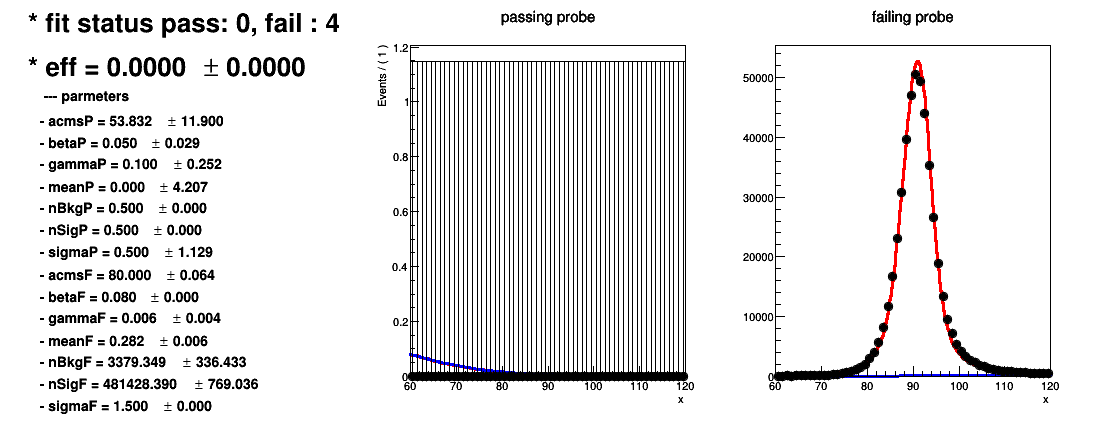 * fit status pass: 0, fail : 4
* eff = 0.0000 ± 0.0000
--- parmeters
- acmsP = 53.832 ± 11.900
- betaP = 0.050 ± 0.029
- gammaP = 0.100 ± 0.252
- meanP = 0.000 ± 4.207
- nBkgP = 0.500 ± 0.000
- nSigP = 0.500 ± 0.000
- sigmaP = 0.500 ± 1.129
- acmsF = 80.000 ± 0.064
- betaF = 0.080 ± 0.000
- gammaF = 0.006 ± 0.004
- meanF = 0.282 ± 0.006
- nBkgF = 3379.349 ± 336.433
- nSigF = 481428.390 ± 769.036
- sigmaF = 1.500 ± 0.000
passing probe
Events / ( 1 )
1.2
1
0.8
0.6
0.4
0.2
0
60 70 80 90 100 110 120
x
failing probe
50000
40000
30000
20000
10000
0
60 70 80 90 100 110 120
x